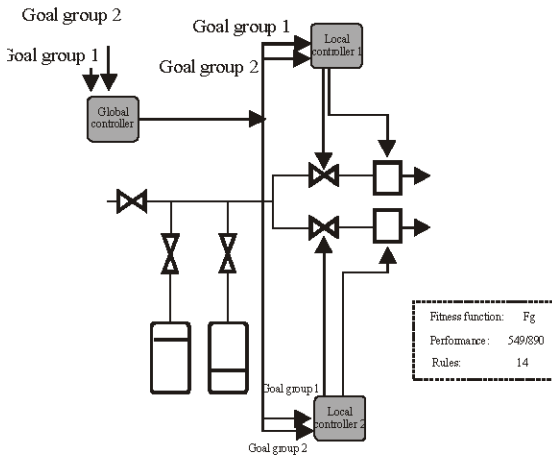 Goal group 2
Goal group 1
Goal group 1
Goal group 2
Local
controller 1
Global
controller
Fitness function: Fg
Performance: 549/890
Rules: 14
Goal group 1
Local
controller 2
Goal group 2